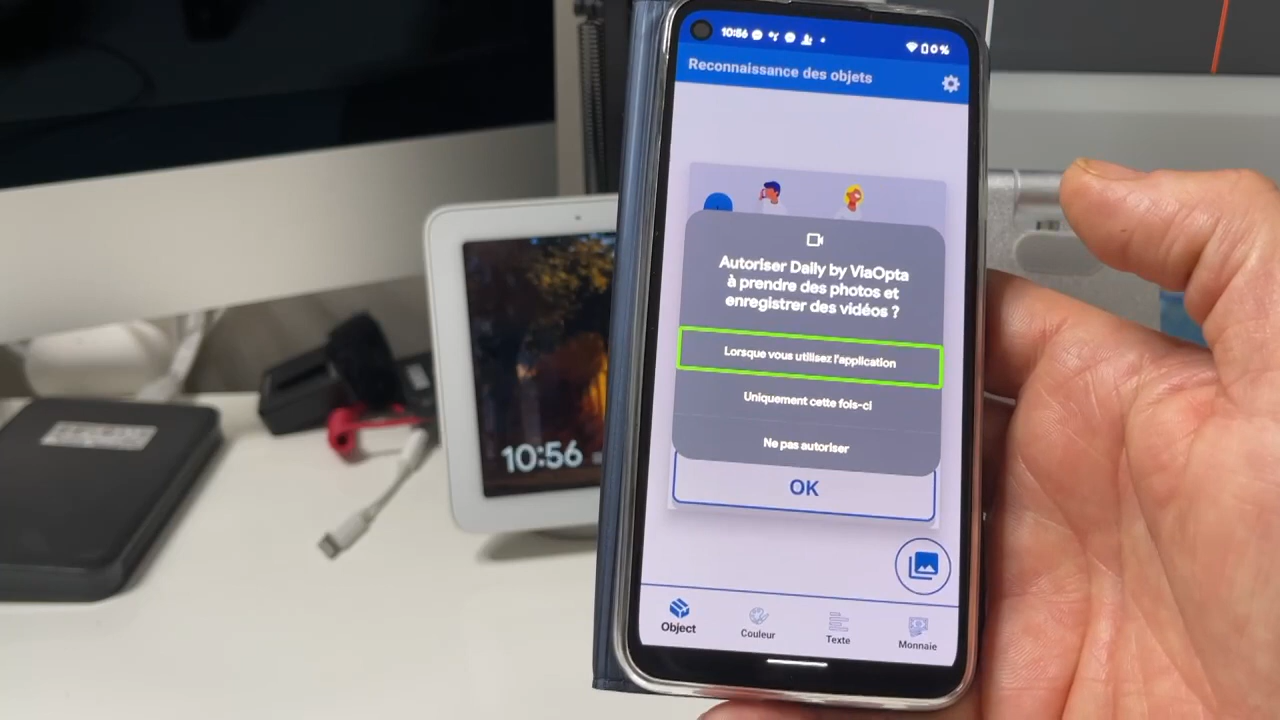 10:56
0%
Reconnaissance des objets
Autoriser Daily by ViaOpta
à prendre des photos et
enregistrer des vidéos ?
Lorsque vous utilisez l'application
Uniquement cette fois-ci
Ne pas autoriser
OK
Object
Couleur
Texte
Monnaie
10:56